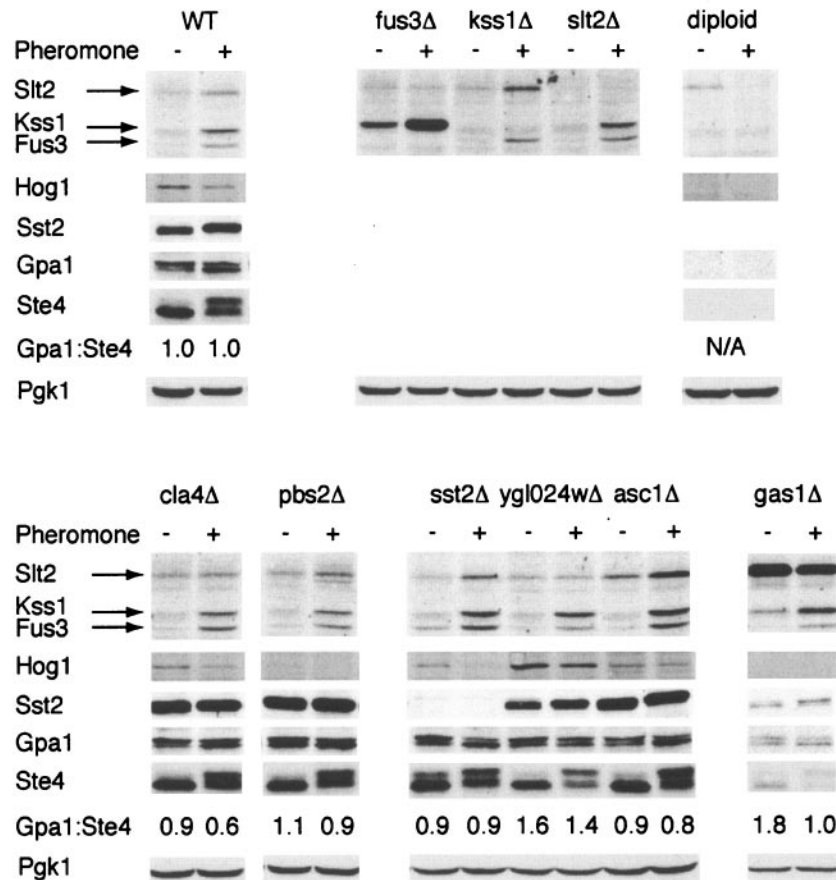 WT fus3Δ kss1Δ slt2Δ diploid
Pheromone - + - + - + - + - +
Slt2
Kss1
Fus3
Hog1
Sst2
Gpa1
Ste4
Gpa1:Ste4 1.0 1.0 N/A
Pgk1
cla4Δ pbs2Δ sst2Δ ygl024wΔ asc1Δ gas1Δ
Pheromone - + - + - + - + - + - +
Slt2
Kss1
Fus3
Hog1
Sst2
Gpa1
Ste4
Gpa1:Ste4 0.9 0.6 1.1 0.9 0.9 0.9 1.6 1.4 0.9 0.8 1.8 1.0
Pgk1